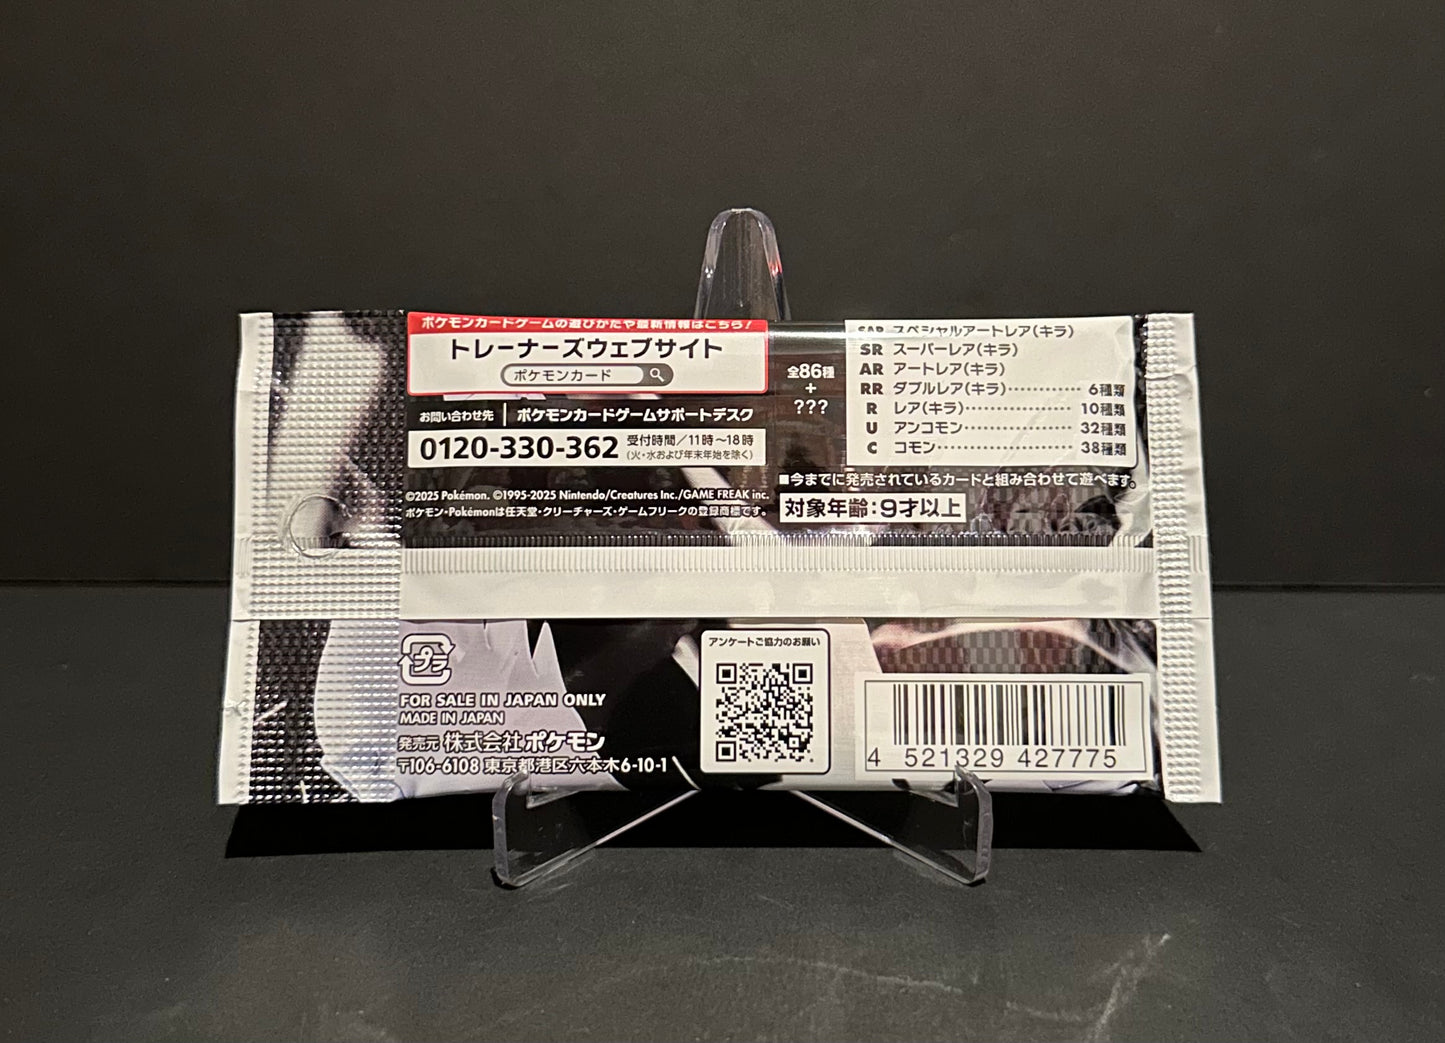 ポケモンカードゲームの遊びかたや最新情報はこちら!
トレーナーズウェブサイト
ポケモンカード
お問い合わせ先 ポケモンカードゲームサポートデスク
0120-330-362 受付時間/11時~18時
(火・水および年末年始を除く)
©2025 Pokémon. ©1995-2025 Nintendo/Creatures Inc./GAME FREAK inc.
ポケモン・Pokémonは任天堂・クリーチャーズ・ゲームフリークの登録商標です。
全86種
+
???
SAR スペシャルアートレア(キラ)
SR スーパーレア(キラ)
AR アートレア(キラ)
RR ダブルレア(キラ)············ 6種類
R レア(キラ)·················· 10種類
U アンコモン·················· 32種類
C コモン························ 38種類
■今までに発売されているカードと組み合わせて遊べます。
対象年齢:9才以上
プラ
FOR SALE IN JAPAN ONLY
MADE IN JAPAN
発売元 株式会社ポケモン
〒106-6108 東京都港区六本木6-10-1
アンケートご協力のお願い
4 521329 427775